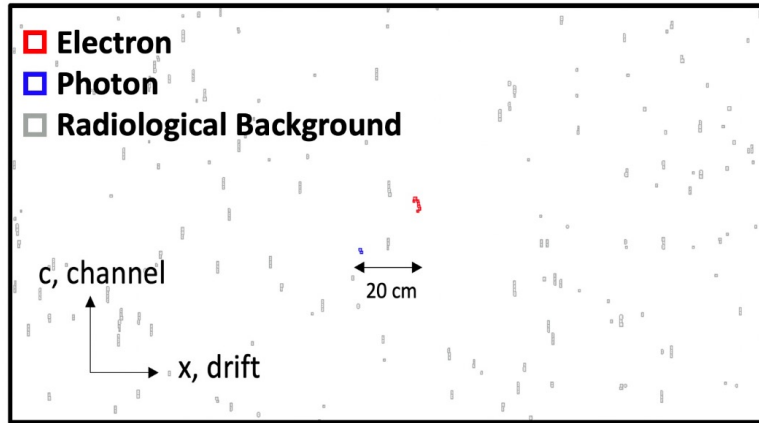 Electron
Photon
Radiological Background
c, channel
20 cm
x, drift